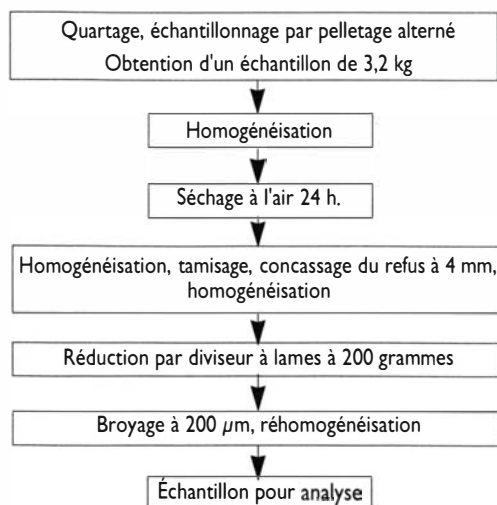 Quartage, échantillonnage par pelletage alterné
Obtention d'un échantillon de 3,2 kg
Homogénéisation
Séchage à l'air 24 h.
Homogénéisation, tamisage, concassage du refus à 4 mm,
homogénéisation
Réduction par diviseur à lames à 200 grammes
Broyage à 200 µm, réhomogénéisation
Échantillon pour analyse